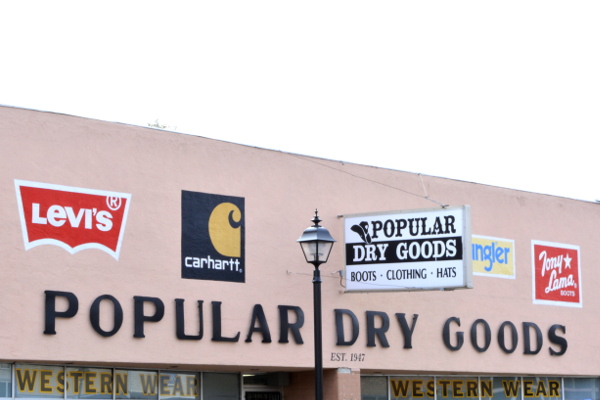 LEVI'S®
carhartt
POPULAR
DRY GOODS
BOOTS · CLOTHING · HATS
ngler
Tony
Lama
BOOTS
POPULAR DRY GOODS
EST. 1947
WESTERN WEAR
WESTERN WEAR